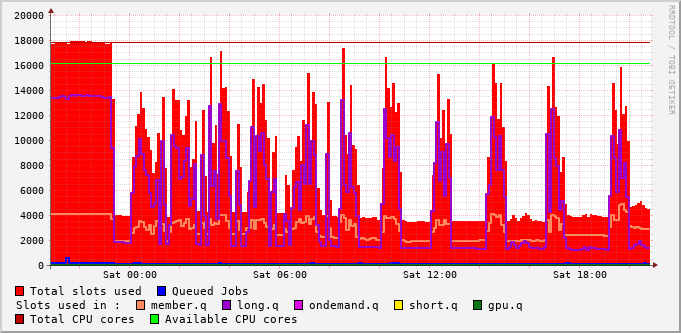 RRDTOOL / TOBI OETIKER
20000
18000
16000
14000
12000
10000
8000
6000
4000
2000
0
Sat 00:00 Sat 06:00 Sat 12:00 Sat 18:00
Total slots used Queued Jobs
Slots used in : member.q long.q ondemand.q short.q gpu.q
Total CPU cores Available CPU cores